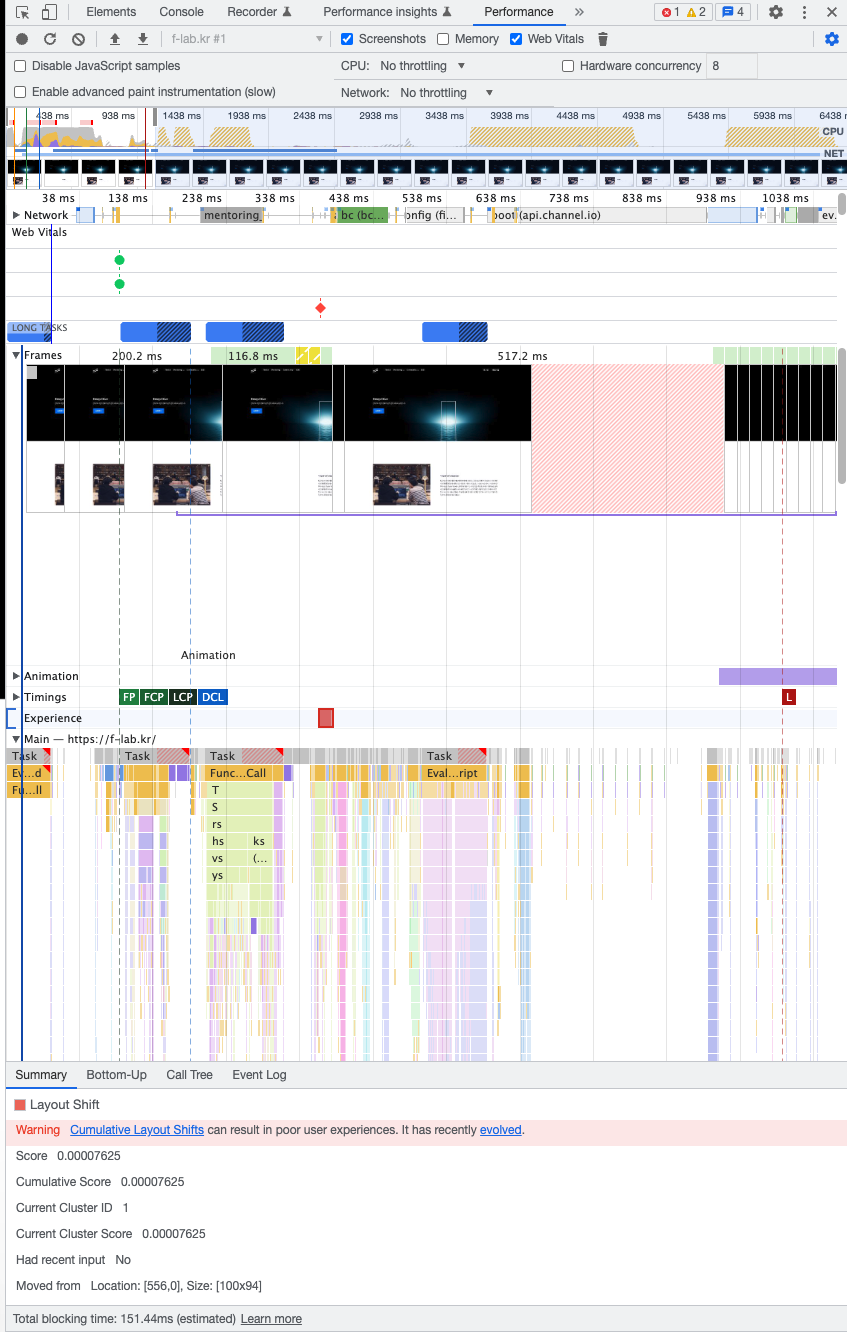 Elements Console Recorder Performance insights Performance » 1 2 4
f-lab.kr #1 Screenshots Memory Web Vitals
Disable JavaScript samples CPU: No throttling Hardware concurrency 8
Enable advanced paint instrumentation (slow) Network: No throttling
438 ms 938 ms 1438 ms 1938 ms 2438 ms 2938 ms 3438 ms 3938 ms 4438 ms 4938 ms 5438 ms 5938 ms 6438 m
CPU
NET
38 ms 138 ms 238 ms 338 ms 438 ms 538 ms 638 ms 738 ms 838 ms 938 ms 1038 ms
Network mentoring bc (bc... onfig (fi... boot (api.channel.io) ev.
Web Vitals
LONG TASKS
Frames 200.2 ms 116.8 ms 517.2 ms
Animation
Animation
Timings FP FCP LCP DCL L
Experience
Main — https://f-lab.kr/
Task Task Task Task
Ev...d Func...Call Eval...ript
Fu...ll T
S
rs
hs ks
vs (...
ys
Summary Bottom-Up Call Tree Event Log
Layout Shift
Warning Cumulative Layout Shifts can result in poor user experiences. It has recently evolved.
Score 0.00007625
Cumulative Score 0.00007625
Current Cluster ID 1
Current Cluster Score 0.00007625
Had recent input No
Moved from Location: [556,0], Size: [100x94]
Total blocking time: 151.44ms (estimated) Learn more